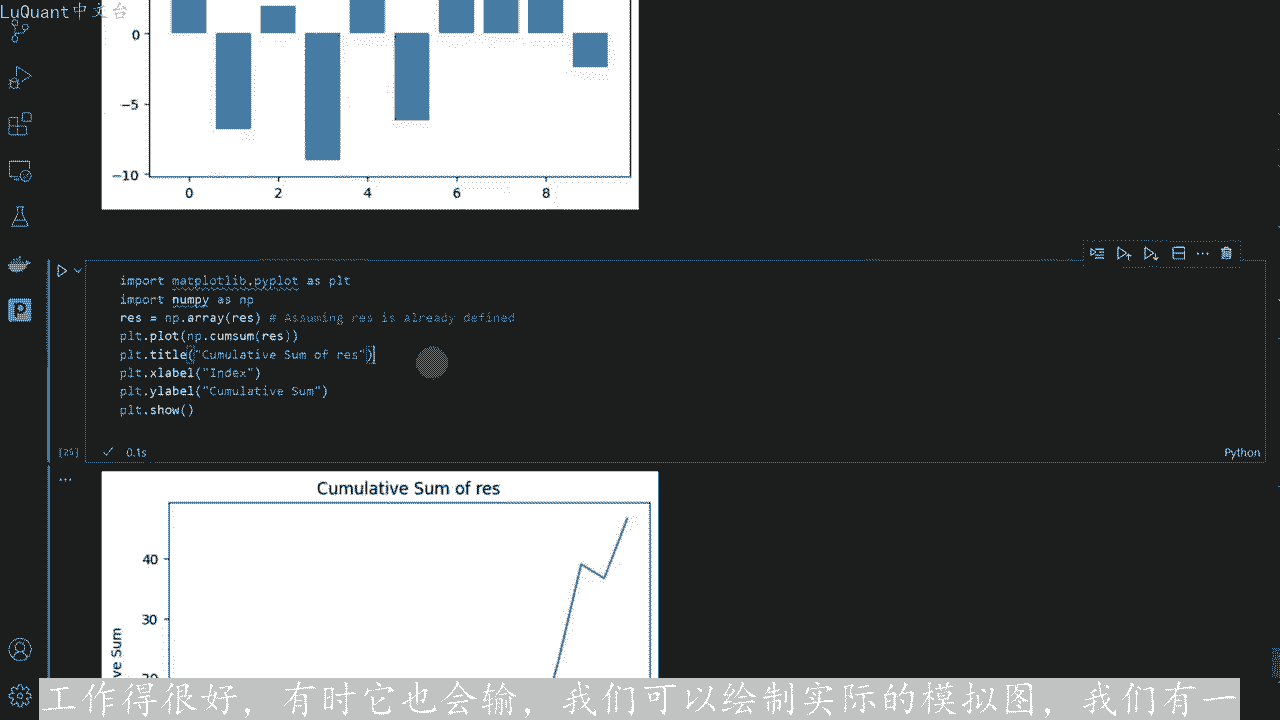 LuQuant中文台
0
−5
−10
0 2 4 6 8
import matplotlib.pyplot as plt
import numpy as np
res = np.array(res) # Assuming res is already defined
plt.plot(np.cumsum(res))
plt.title("Cumulative Sum of res")
plt.xlabel("Index")
plt.ylabel("Cumulative Sum")
plt.show()
[25] 0.1s Python
Cumulative Sum of res
40
30
ve Sum
工作得很好，有时它也会输，我们可以绘制实际的模拟图，我们有一